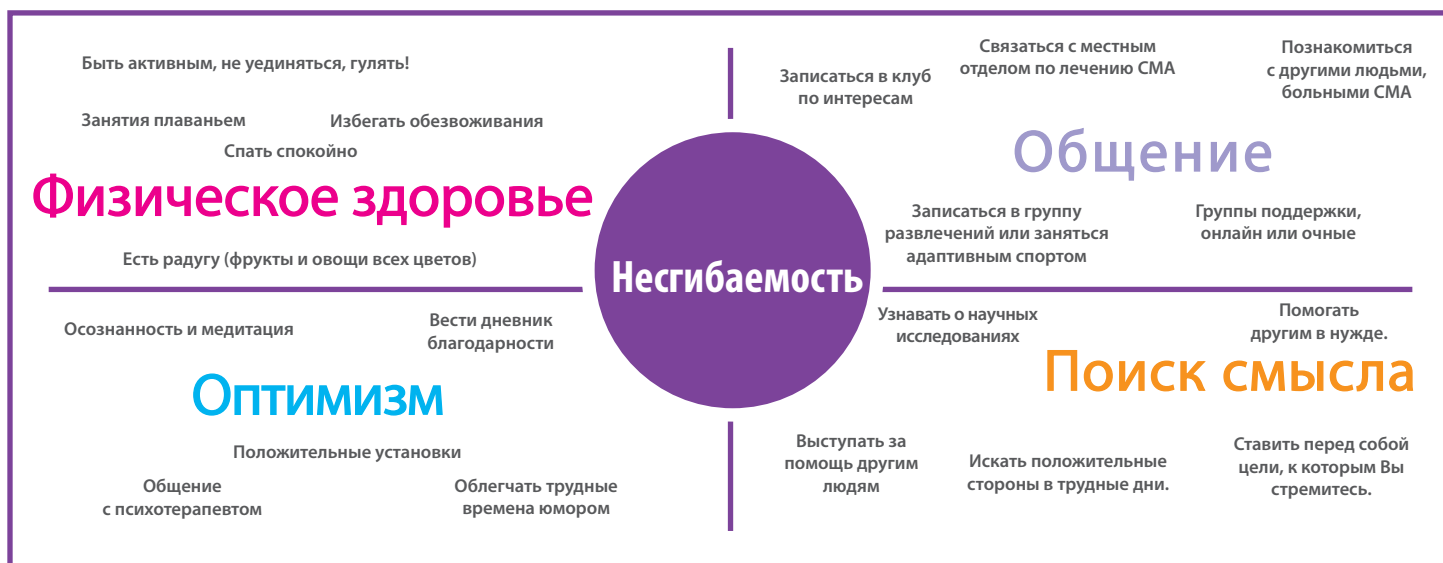 Быть активным, не уединяться, гулять!
Занятия плаваньем
Избегать обезвоживания
Спать спокойно
Физическое здоровье
Есть радугу (фрукты и овощи всех цветов)
Записаться в клуб
по интересам
Связаться с местным
отделом по лечению СМА
Познакомиться
с другими людьми,
больными СМА
Общение
Записаться в группу
развлечений или заняться
адаптивным спортом
Группы поддержки,
онлайн или очные
Несгибаемость
Осознанность и медитация
Вести дневник
благодарности
Оптимизм
Положительные установки
Общение
с психотерапевтом
Облегчать трудные
времена юмором
Узнавать о научных
исследованиях
Помогать
другим в нужде.
Поиск смысла
Выступать за
помощь другим
людям
Искать положительные
стороны в трудные дни.
Ставить перед собой
цели, к которым Вы
стремитесь.